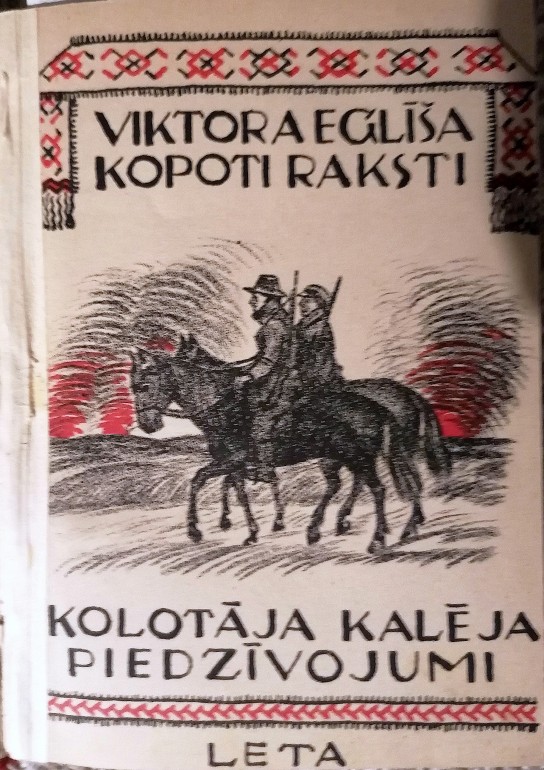 VIKTORA EGLĪŠA
KOPOTI RAKSTI
KOLOTĀJA KALĒJA
PIEDZĪVOJUMI
LETA